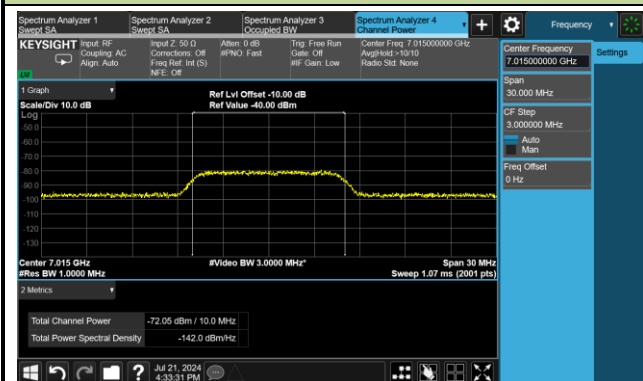 Spectrum Analyzer 1
Swept SA
Spectrum Analyzer 2
Swept SA
Spectrum Analyzer 3
Occupied BW
Spectrum Analyzer 4
Channel Power
Frequency
KEYSIGHT
Input: RF
Coupling: AC
Align: Auto
Input Z: 50 Ω
Corrections: Off
Freq Ref: Int (S)
NFE: Off
Atten: 0 dB
#PNO: Fast
Trig: Free Run
Gate: Off
#IF Gain: Low
Center Freq: 7.015000000 GHz
Avg|Hold:>10/10
Radio Std: None
Center Frequency
7.015000000 GHz
Settings
Span
30.000 MHz
CF Step
3.000000 MHz
Auto
Man
Freq Offset
0 Hz
1 Graph
Scale/Div 10.0 dB
Ref Lvl Offset -10.00 dB
Ref Value -40.00 dBm
Log
-50.0
-60.0
-70.0
-80.0
-90.0
-100
-110
-120
-130
Center 7.015 GHz
#Res BW 1.0000 MHz
#Video BW 3.0000 MHz*
Span 30 MHz
Sweep 1.07 ms (2001 pts)
2 Metrics
Total Channel Power
-72.05 dBm / 10.0 MHz
Total Power Spectral Density
-142.0 dBm/Hz
?
Jul 21, 2024
4:33:31 PM